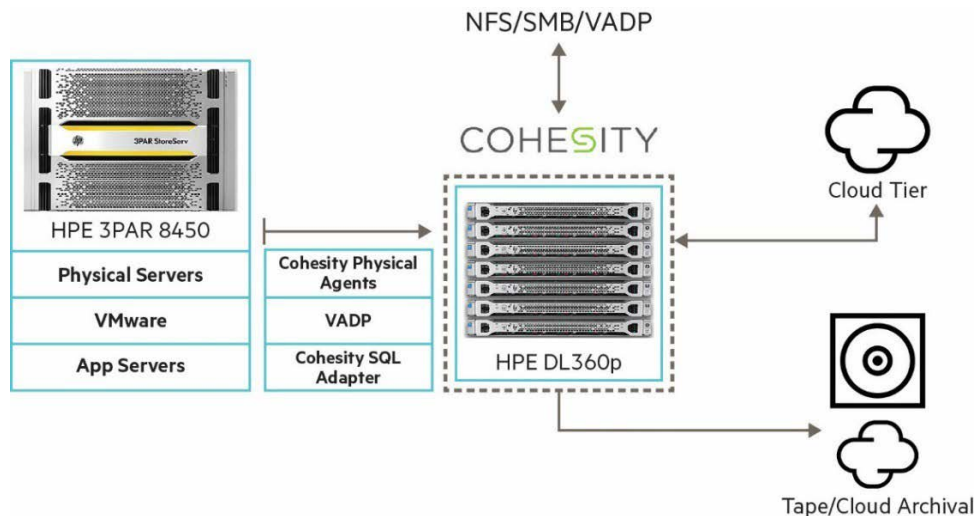 NFS/SMB/VADP
COHESITY
3PAR StoreServ
HPE 3PAR 8450
Physical Servers
VMware
App Servers
Cohesity Physical
Agents
VADP
Cohesity SQL
Adapter
HPE DL360p
Cloud Tier
Tape/Cloud Archival